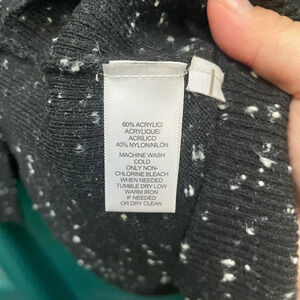 60% ACRYLIC/
ACRYLIQUE/
ACRÍLICO
40% NYLON/NILÓN
MACHINE WASH
COLD
ONLY NON-
CHLORINE BLEACH
WHEN NEEDED
TUMBLE DRY LOW
WARM IRON
IF NEEDED
OR DRY CLEAN